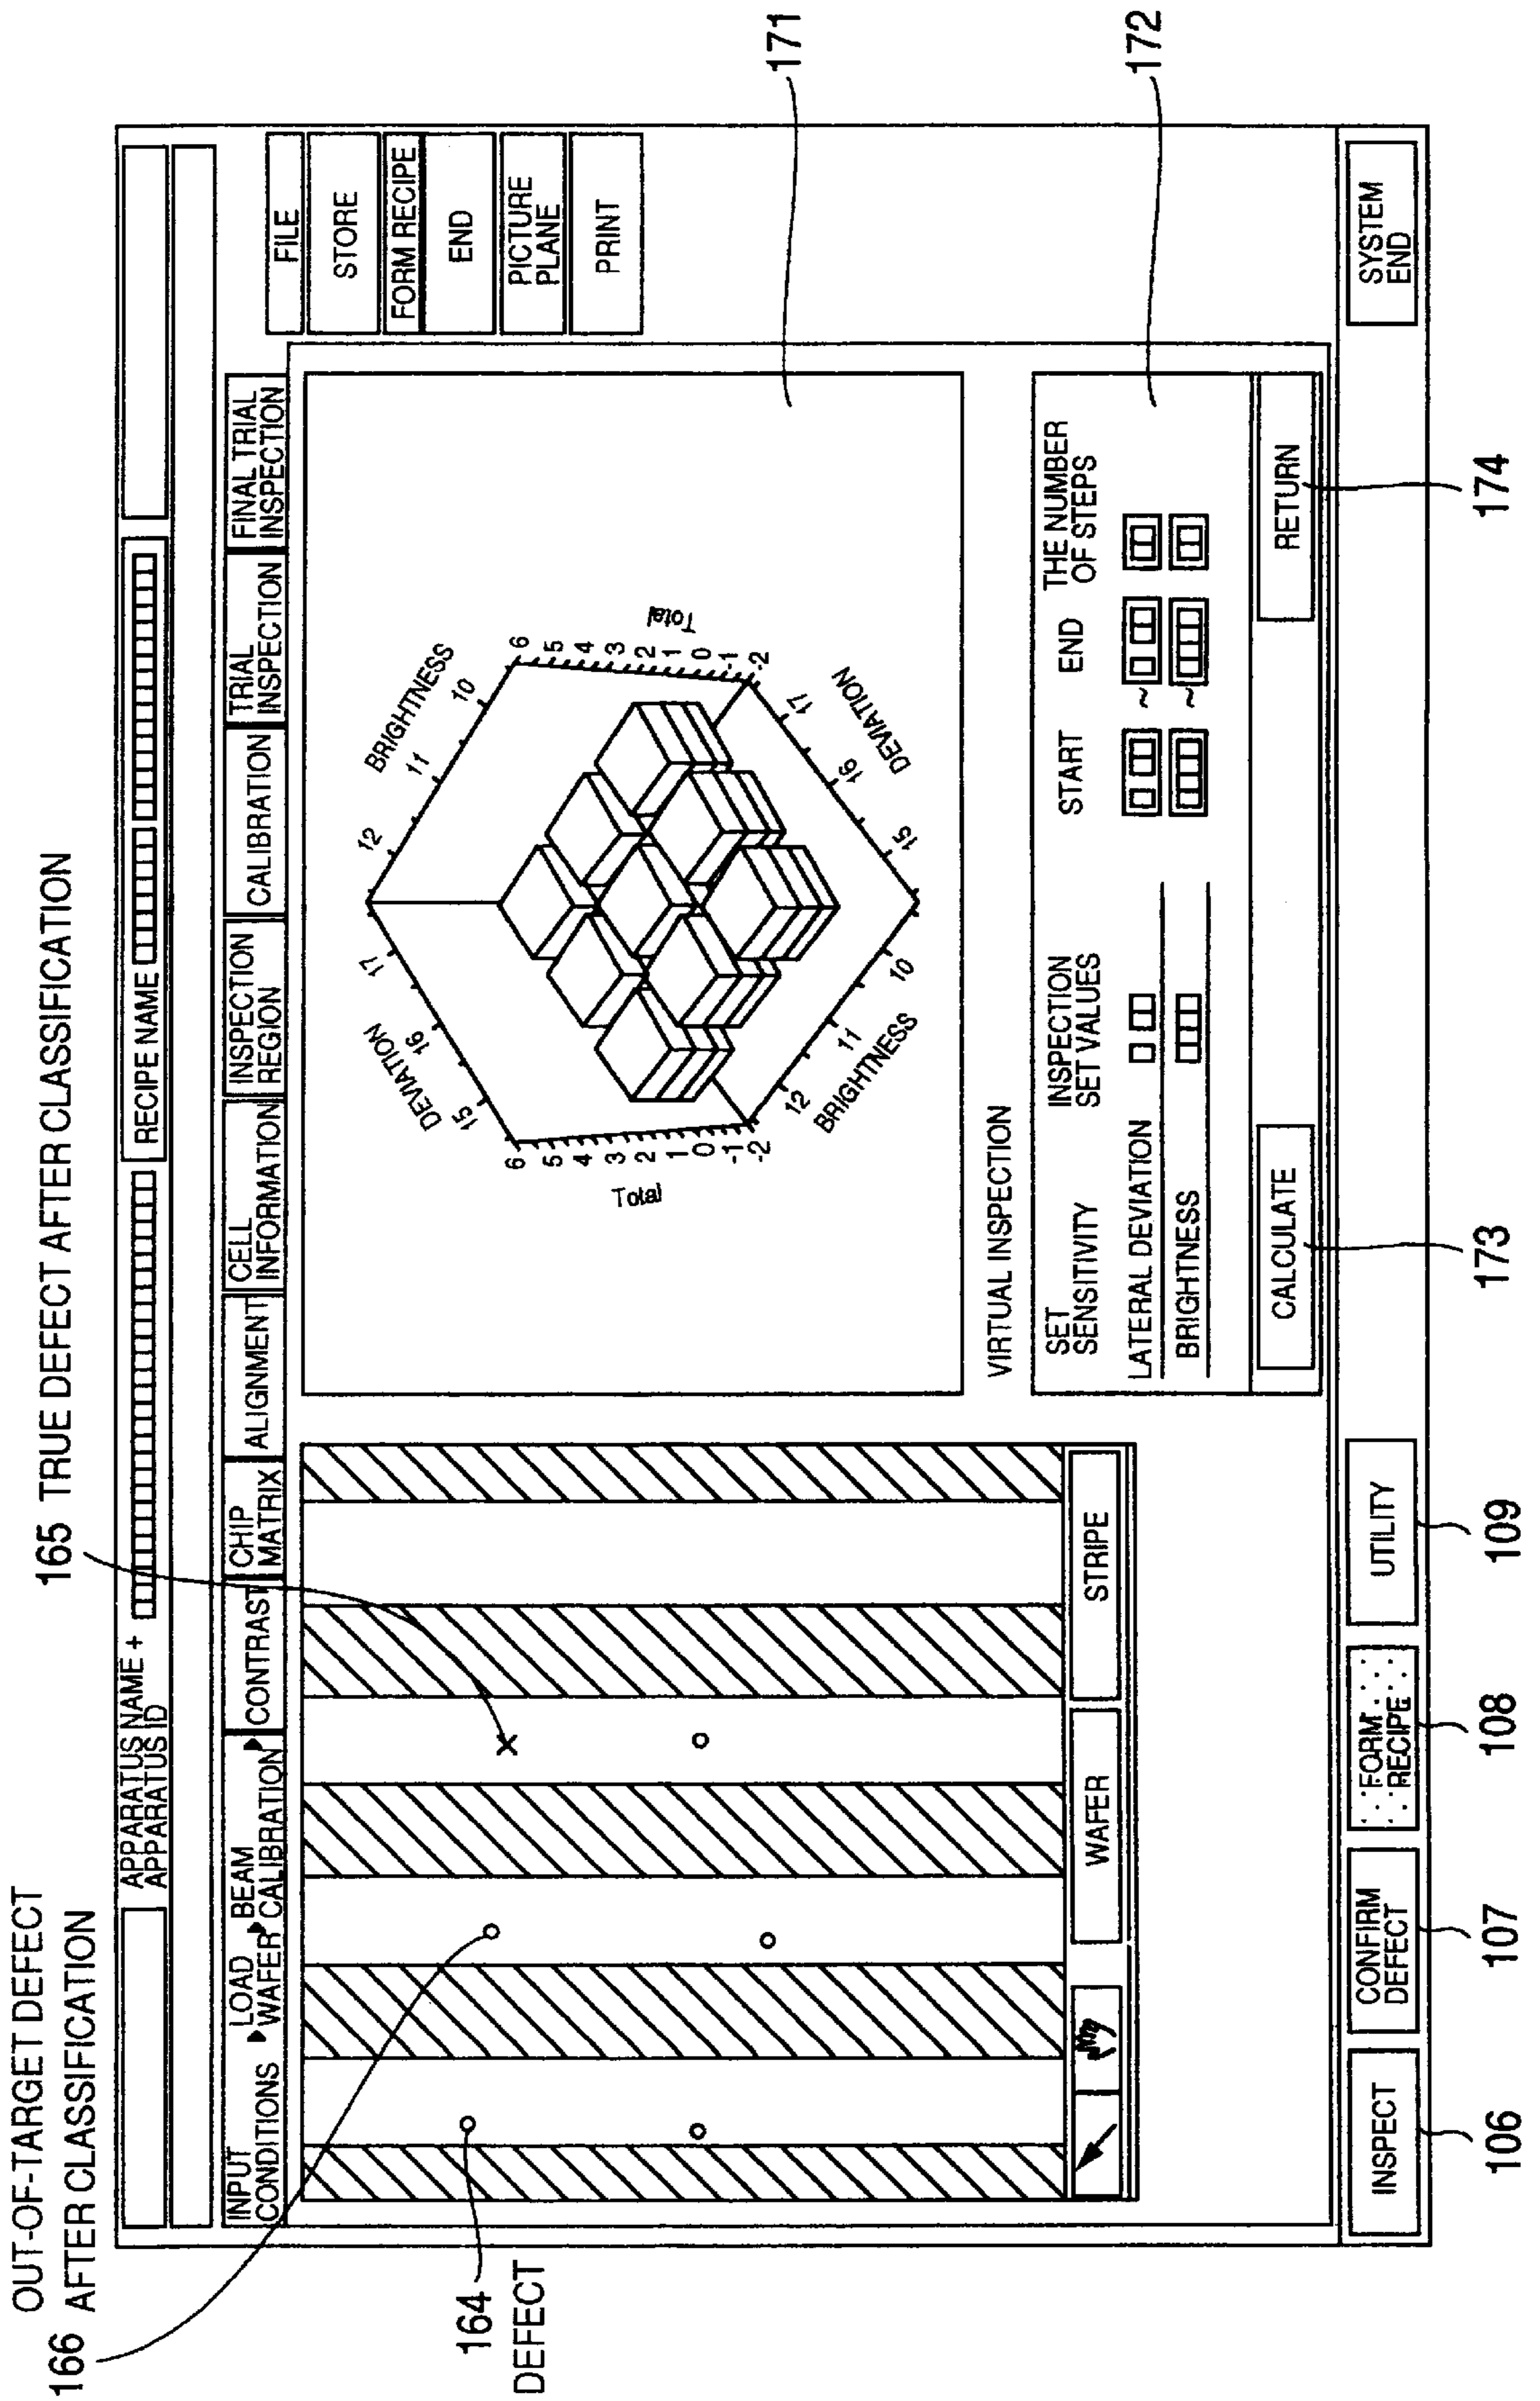 OUT-OF-TARGET DEFECT
166 AFTER CLASSIFICATION
165 TRUE DEFECT AFTER CLASSIFICATION
APPARATUS NAME +
APPARATUS ID
RECIPE NAME
INPUT
CONDITIONS
LOAD
WAFER
BEAM
CALIBRATION
CONTRAST
CHIP
MATRIX
ALIGNMENT
CELL
INFORMATION
INSPECTION
REGION
CALIBRATION
TRIAL
INSPECTION
FINAL TRIAL
INSPECTION
FILE
STORE
FORM RECIPE
END
PICTURE
PLANE
PRINT
164
DEFECT
WAFER
STRIPE
DEVIATION
15
16
17
BRIGHTNESS
12
11
10
6
5
4
3
2
1
0
-1
-2
Total
6
5
4
3
2
1
0
-1
-2
Total
12
11
10
BRIGHTNESS
15
16
17
DEVIATION
171
VIRTUAL INSPECTION
SET
SENSITIVITY
INSPECTION
SET VALUES
START
END
THE NUMBER
OF STEPS
LATERAL DEVIATION
~
BRIGHTNESS
~
172
CALCULATE
RETURN
173
174
INSPECT
CONFIRM
DEFECT
FORM
RECIPE
UTILITY
SYSTEM
END
106
107
108
109